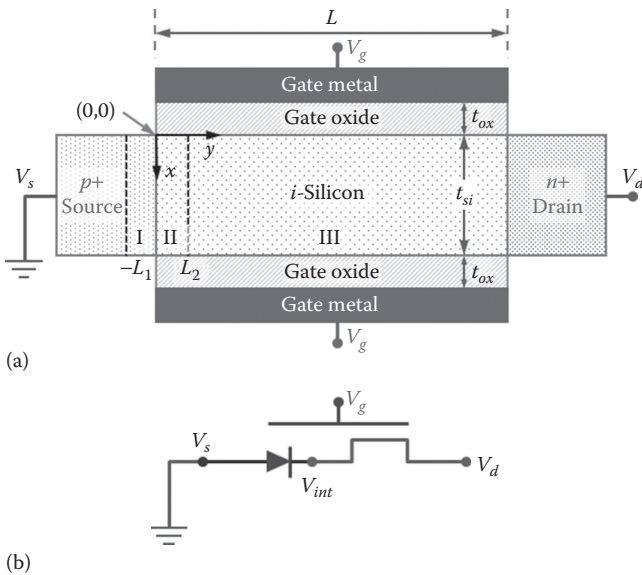 L
V_g
Gate metal
(0,0)
Gate oxide
t_ox
V_s
y
x
p+
Source
i-Silicon
t_si
n+
Drain
V_d
I
II
III
−L_1
L_2
Gate oxide
t_ox
Gate metal
V_g
(a)
V_g
V_s
V_int
V_d
(b)